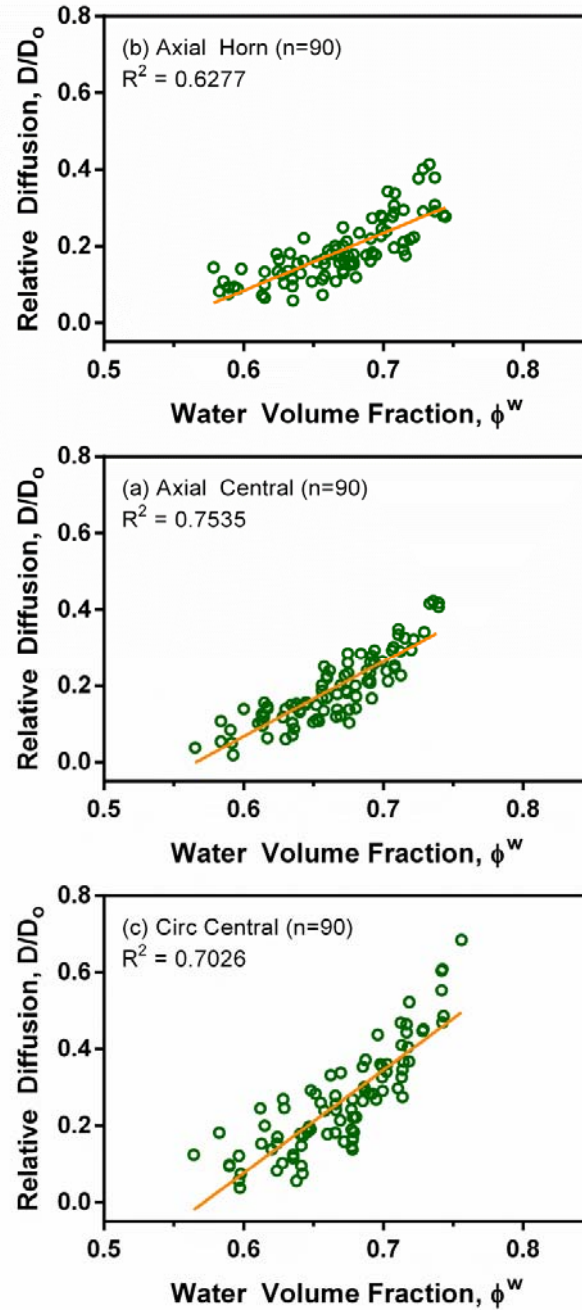 0.8
(b) Axial Horn (n=90)
R² = 0.6277
0.6
0.4
0.2
0.0
Relative Diffusion, D/Dₒ
0.5 0.6 0.7 0.8
Water Volume Fraction, ϕʷ
0.8
(a) Axial Central (n=90)
R² = 0.7535
0.6
0.4
0.2
0.0
Relative Diffusion, D/Dₒ
0.5 0.6 0.7 0.8
Water Volume Fraction, ϕʷ
0.8
(c) Circ Central (n=90)
R² = 0.7026
0.6
0.4
0.2
0.0
Relative Diffusion, D/Dₒ
0.5 0.6 0.7 0.8
Water Volume Fraction, ϕʷ